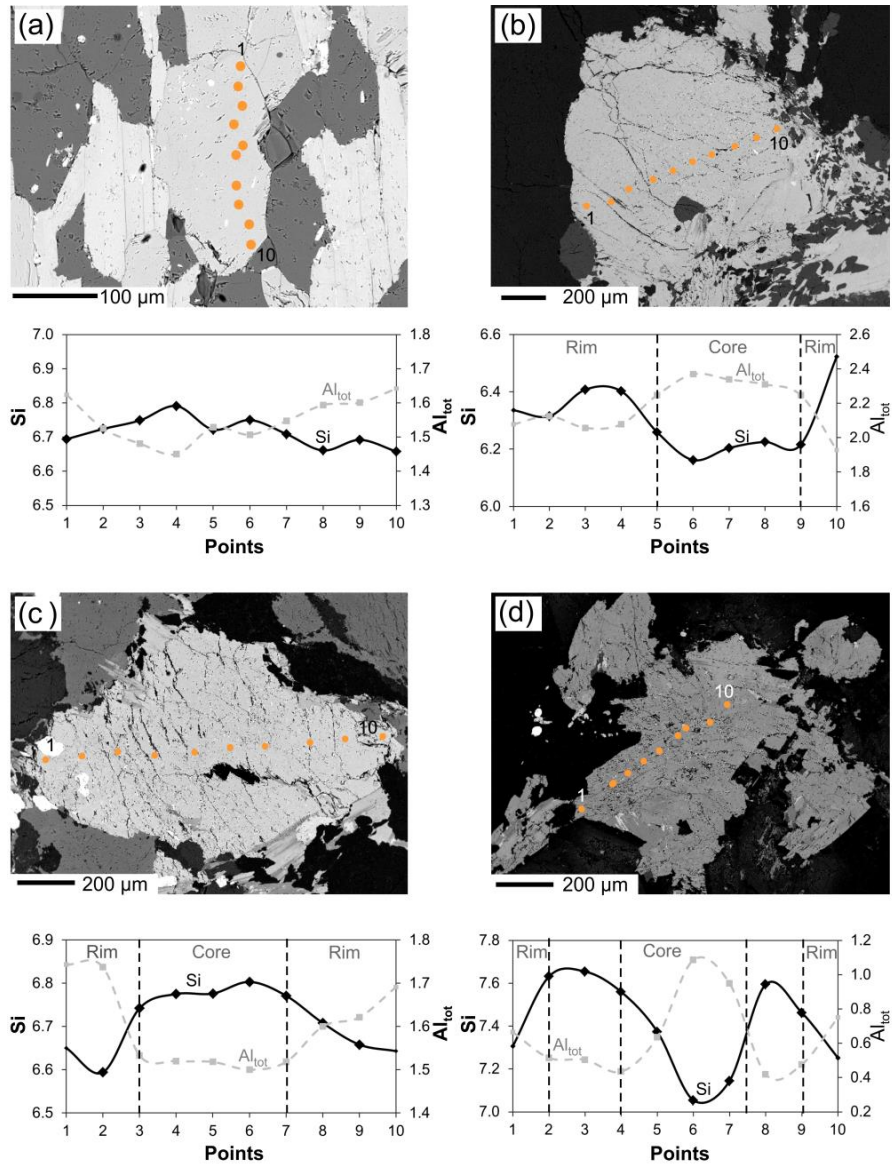 (a)
1
10
100 µm
(b)
1
10
200 µm
7.0
6.9
6.8
6.7
6.6
6.5
Si
1.8
1.7
1.6
1.5
1.4
1.3
Al_tot
Al_tot
Si
1 2 3 4 5 6 7 8 9 10
Points
6.6
6.4
6.2
6.0
Si
2.6
2.4
2.2
2.0
1.8
1.6
Al_tot
Rim Core Rim
Al_tot
Si
1 2 3 4 5 6 7 8 9 10
Points
(c)
1
10
200 µm
(d)
10
1
200 µm
6.9
6.8
6.7
6.6
6.5
Si
1.8
1.7
1.6
1.5
1.4
Al_tot
Rim Core Rim
Si
Al_tot
1 2 3 4 5 6 7 8 9 10
Points
7.8
7.6
7.4
7.2
7.0
Si
1.2
1.0
0.8
0.6
0.4
0.2
Al_tot
Rim Core Rim
Al_tot
Si
1 2 3 4 5 6 7 8 9 10
Points